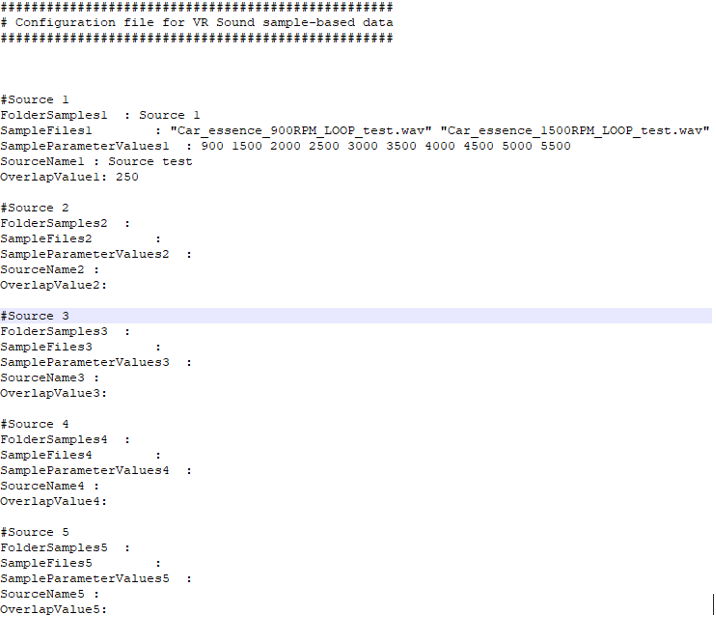 ###################################################
# Configuration file for VR Sound sample-based data
###################################################
#Source 1
FolderSamples1  : Source 1
SampleFiles1        : "Car_essence_900RPM_LOOP_test.wav" "Car_essence_1500RPM_LOOP_test.wav"
SampleParameterValues1  : 900 1500 2000 2500 3000 3500 4000 4500 5000 5500
SourceName1 : Source test
OverlapValue1: 250
#Source 2
FolderSamples2  :
SampleFiles2        :
SampleParameterValues2  :
SourceName2 :
OverlapValue2:
#Source 3
FolderSamples3  :
SampleFiles3        :
SampleParameterValues3  :
SourceName3 :
OverlapValue3:
#Source 4
FolderSamples4  :
SampleFiles4        :
SampleParameterValues4  :
SourceName4 :
OverlapValue4:
#Source 5
FolderSamples5  :
SampleFiles5        :
SampleParameterValues5  :
SourceName5 :
OverlapValue5: